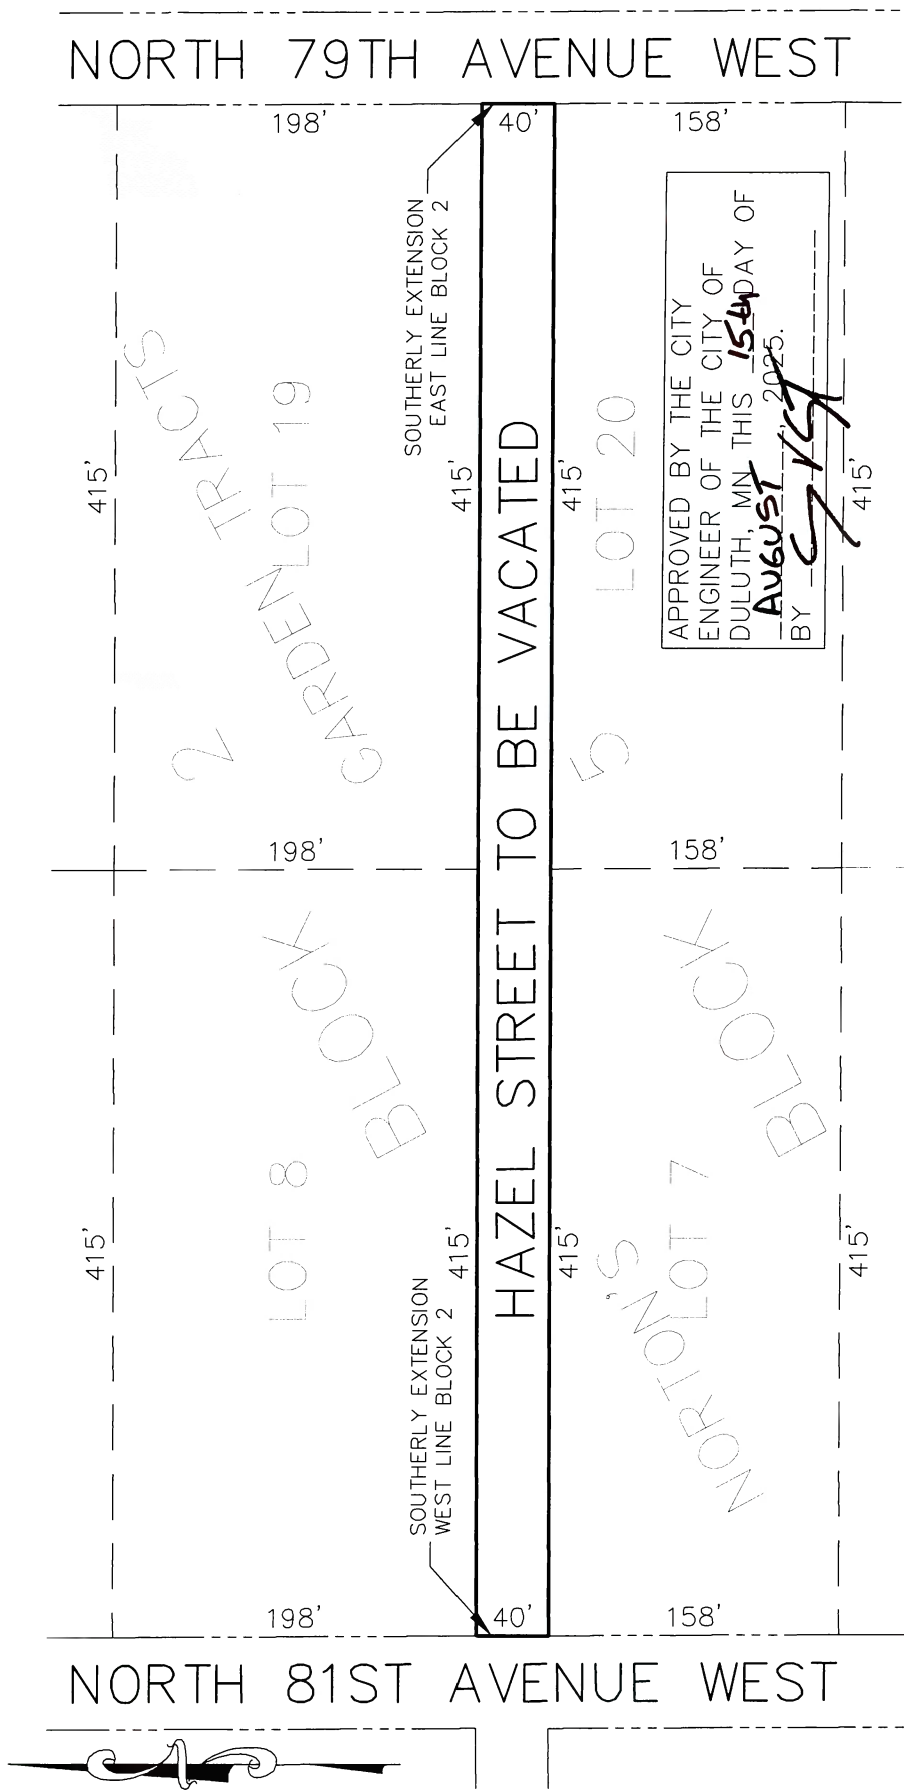 NORTH 79TH AVENUE WEST
198'
40'
158'
SOUTHERLY EXTENSION
EAST LINE BLOCK 2
APPROVED BY THE CITY
ENGINEER OF THE CITY OF
DULUTH, MN THIS 15th DAY OF
AUGUST, 2025.
BY
GARDEN TRACTS
LOT 19
LOT 20
415'
415'
415'
415'
2
5
HAZEL STREET TO BE VACATED
198'
158'
BLOCK
BLOCK
LOT 8
LOT 7
NORTON'S
415'
415'
415'
415'
SOUTHERLY EXTENSION
WEST LINE BLOCK 2
198'
40'
158'
NORTH 81ST AVENUE WEST
N